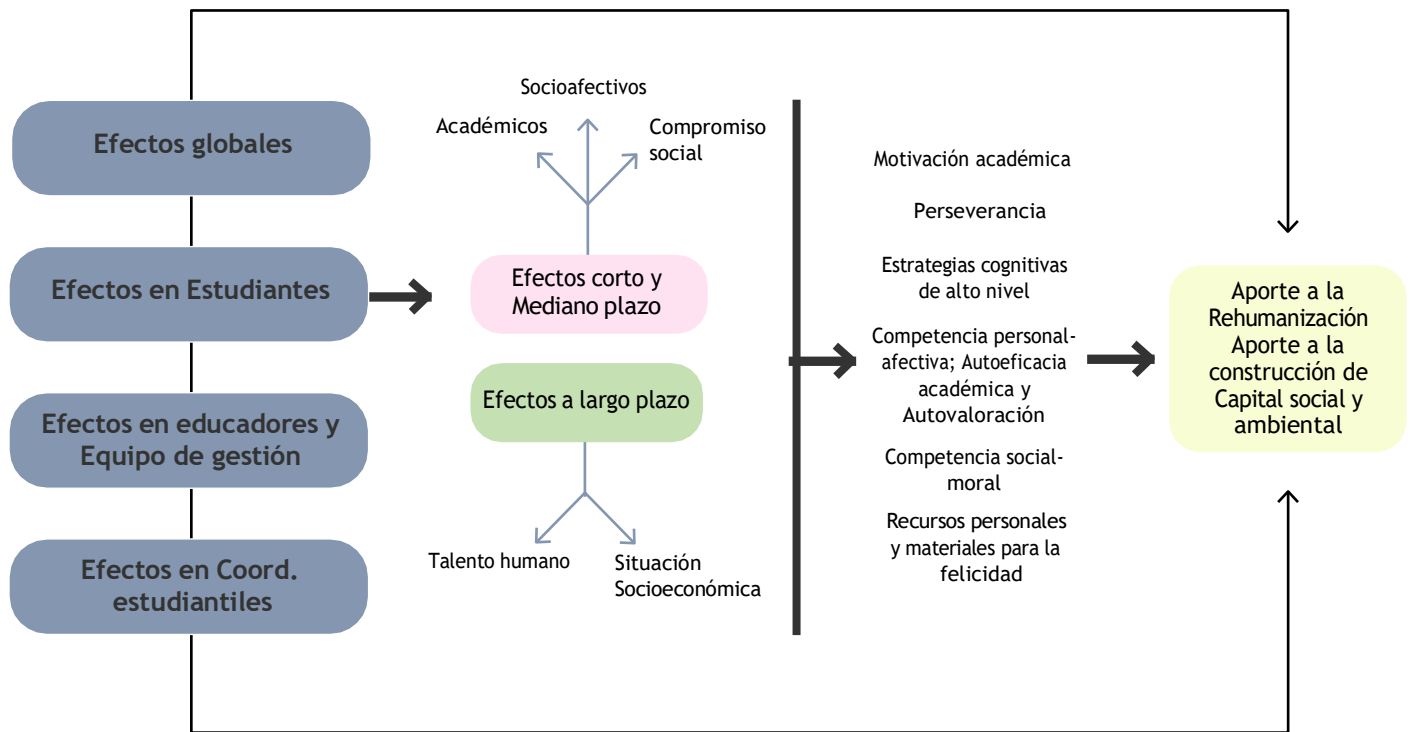 Efectos globales
Efectos en Estudiantes
Efectos en educadores y
Equipo de gestión
Efectos en Coord.
estudiantiles
Socioafectivos
Académicos
Compromiso
social
Efectos corto y
Mediano plazo
Efectos a largo plazo
Talento humano
Situación
Socioeconómica
Motivación académica
Perseverancia
Estrategias cognitivas
de alto nivel
Competencia personal-
afectiva; Autoeficacia
académica y
Autovaloración
Competencia social-
moral
Recursos personales
y materiales para la
felicidad
Aporte a la
Rehumanización
Aporte a la
construcción de
Capital social y
ambiental